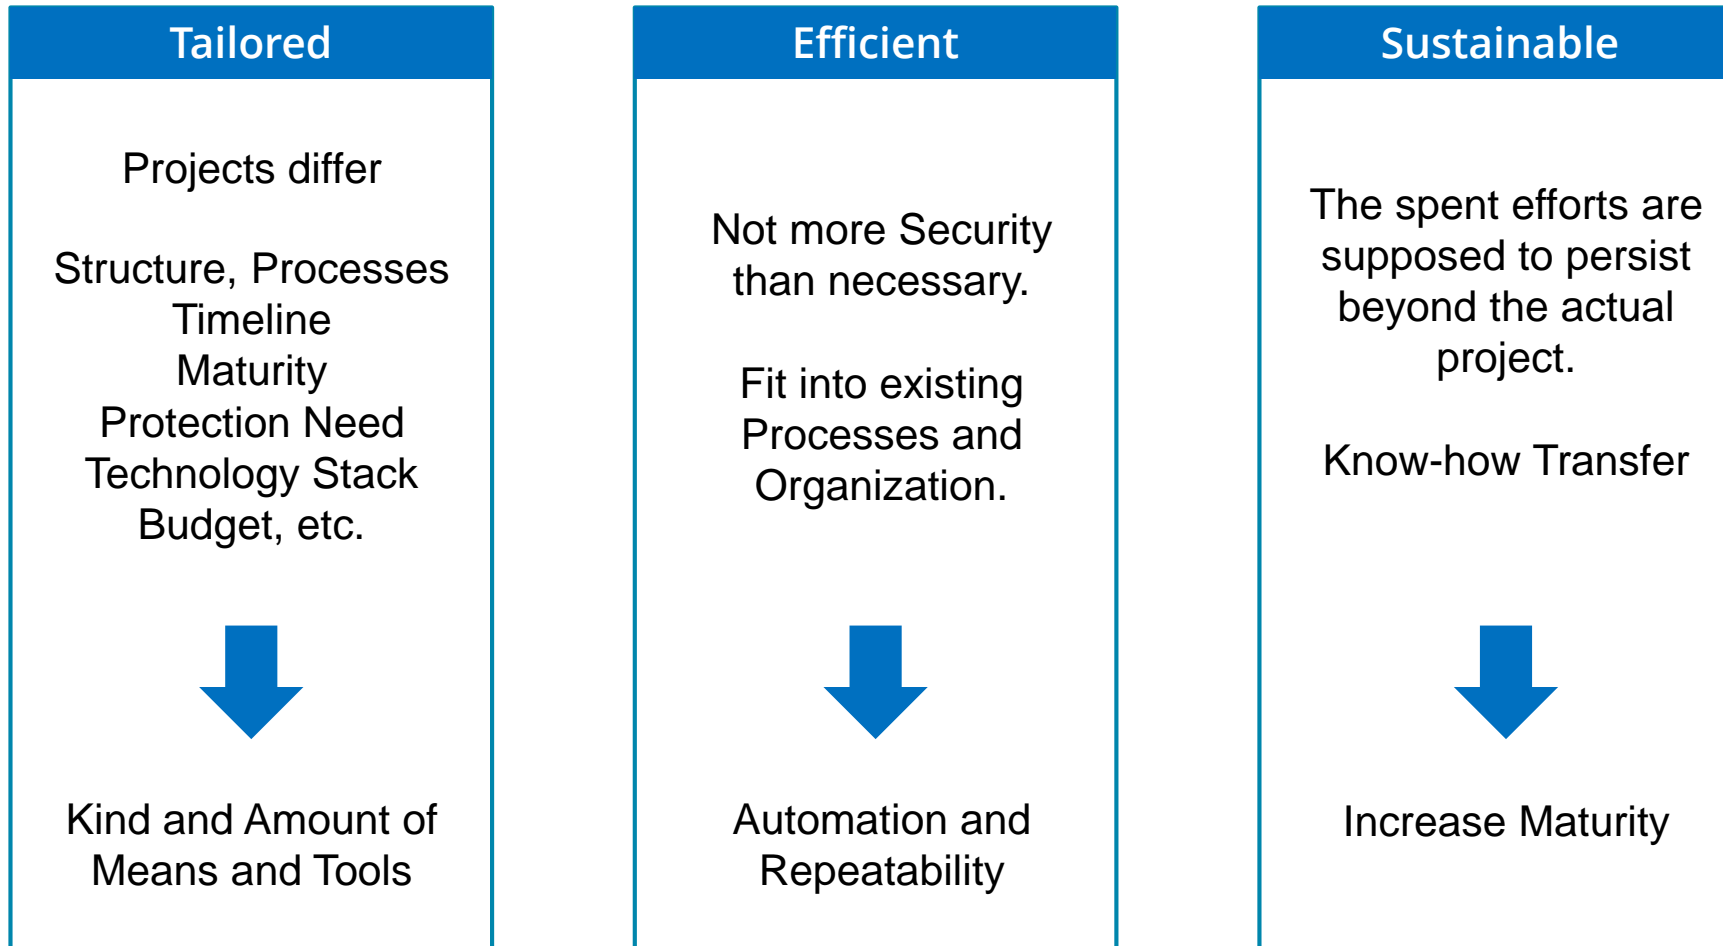 Tailored
Projects differ
Structure, Processes
Timeline
Maturity
Protection Need
Technology Stack
Budget, etc.
Kind and Amount of
Means and Tools
Efficient
Not more Security
than necessary.
Fit into existing
Processes and
Organization.
Automation and
Repeatability
Sustainable
The spent efforts are
supposed to persist
beyond the actual
project.
Know-how Transfer
Increase Maturity